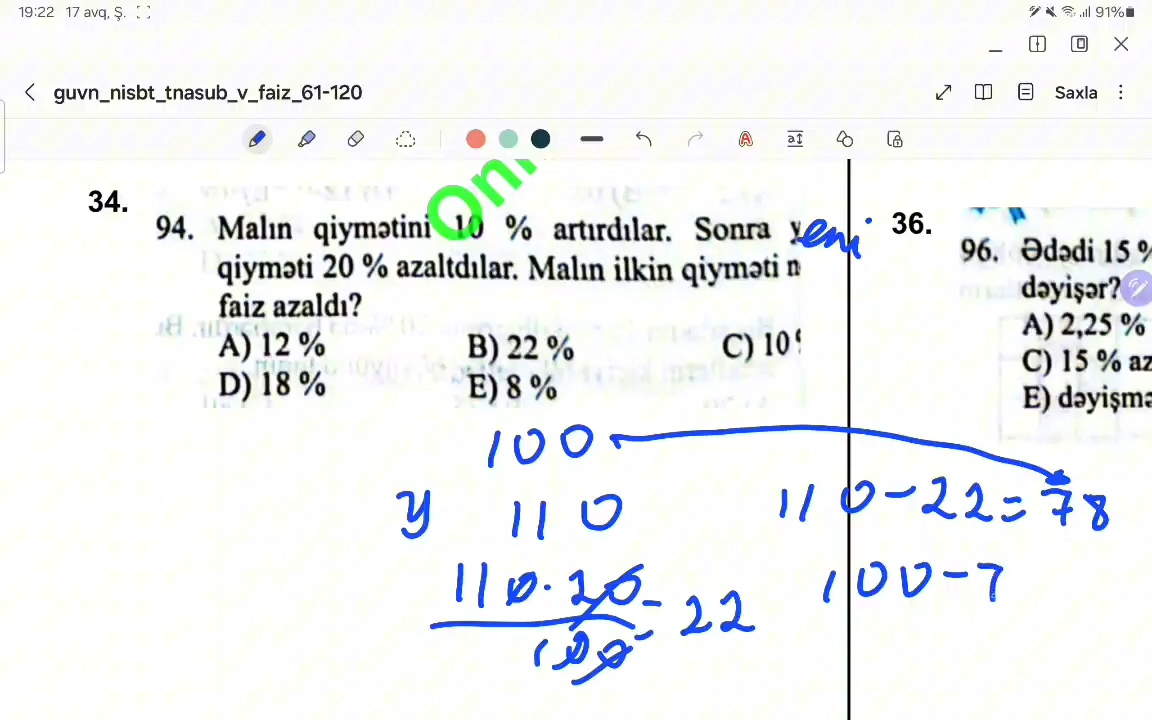 19:22 17 avq, Ş. 91%
guvn_nisbt_tnasub_v_faiz_61-120 Saxla
Onl
34.
94. Malın qiymətini 10 % artırdılar. Sonra yeni
qiyməti 20 % azaltdılar. Malın ilkin qiyməti n
faiz azaldı?
A) 12 % B) 22 % C) 10
D) 18 % E) 8 %
36.
96. Ədədi 15 %
dəyişər?
A) 2,25 %
C) 15 % az
E) dəyişmə
100
y 110
110·20
100
= 22
110-22=78
100-7